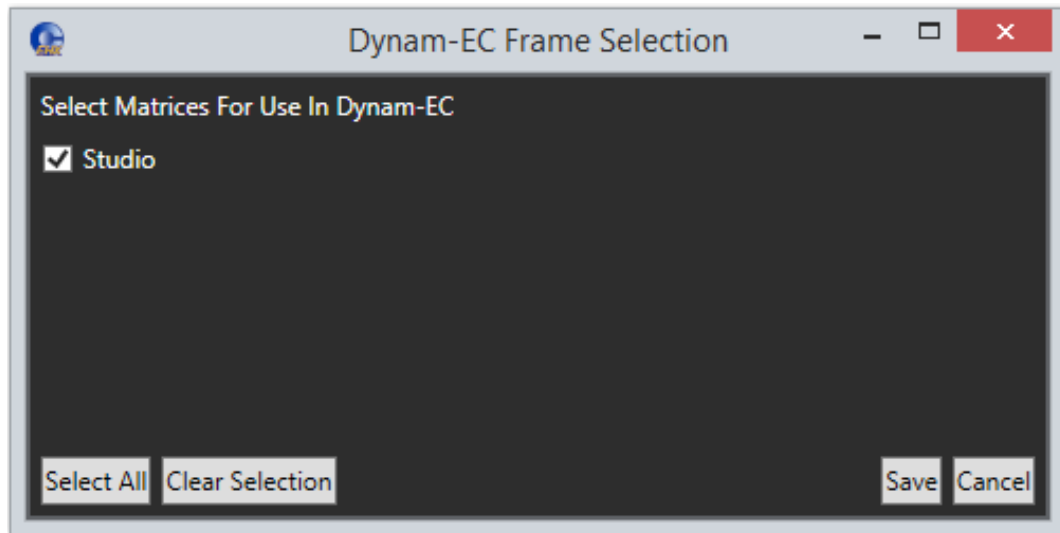 Dynam-EC Frame Selection
Select Matrices For Use In Dynam-EC
Studio
Select All Clear Selection Save Cancel